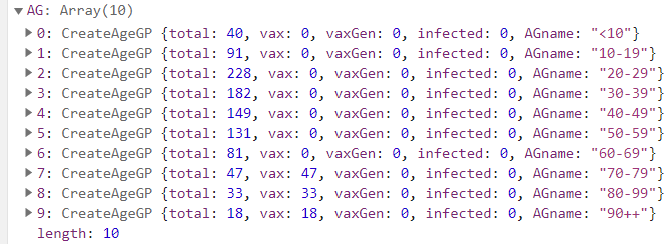 ▼ AG: Array(10)
▶ 0: CreateAgeGP {total: 40, vax: 0, vaxGen: 0, infected: 0, AGname: "<10"}
▶ 1: CreateAgeGP {total: 91, vax: 0, vaxGen: 0, infected: 0, AGname: "10-19"}
▶ 2: CreateAgeGP {total: 228, vax: 0, vaxGen: 0, infected: 0, AGname: "20-29"}
▶ 3: CreateAgeGP {total: 182, vax: 0, vaxGen: 0, infected: 0, AGname: "30-39"}
▶ 4: CreateAgeGP {total: 149, vax: 0, vaxGen: 0, infected: 0, AGname: "40-49"}
▶ 5: CreateAgeGP {total: 131, vax: 0, vaxGen: 0, infected: 0, AGname: "50-59"}
▶ 6: CreateAgeGP {total: 81, vax: 0, vaxGen: 0, infected: 0, AGname: "60-69"}
▶ 7: CreateAgeGP {total: 47, vax: 47, vaxGen: 0, infected: 0, AGname: "70-79"}
▶ 8: CreateAgeGP {total: 33, vax: 33, vaxGen: 0, infected: 0, AGname: "80-99"}
▶ 9: CreateAgeGP {total: 18, vax: 18, vaxGen: 0, infected: 0, AGname: "90++"}
length: 10